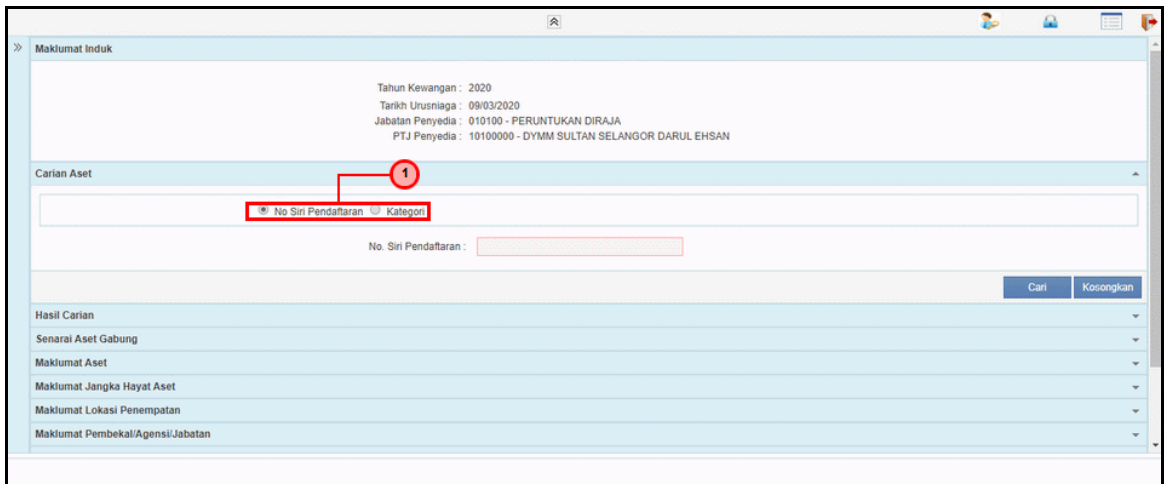 Maklumat Induk
Tahun Kewangan : 2020
Tarikh Urusniaga : 09/03/2020
Jabatan Penyedia : 010100 - PERUNTUKAN DIRAJA
PTJ Penyedia : 10100000 - DYMM SULTAN SELANGOR DARUL EHSAN
Carian Aset
1
No Siri Pendaftaran Kategori
No. Siri Pendaftaran :
Cari Kosongkan
Hasil Carian
Senarai Aset Gabung
Maklumat Aset
Maklumat Jangka Hayat Aset
Maklumat Lokasi Penempatan
Maklumat Pembekal/Agensi/Jabatan